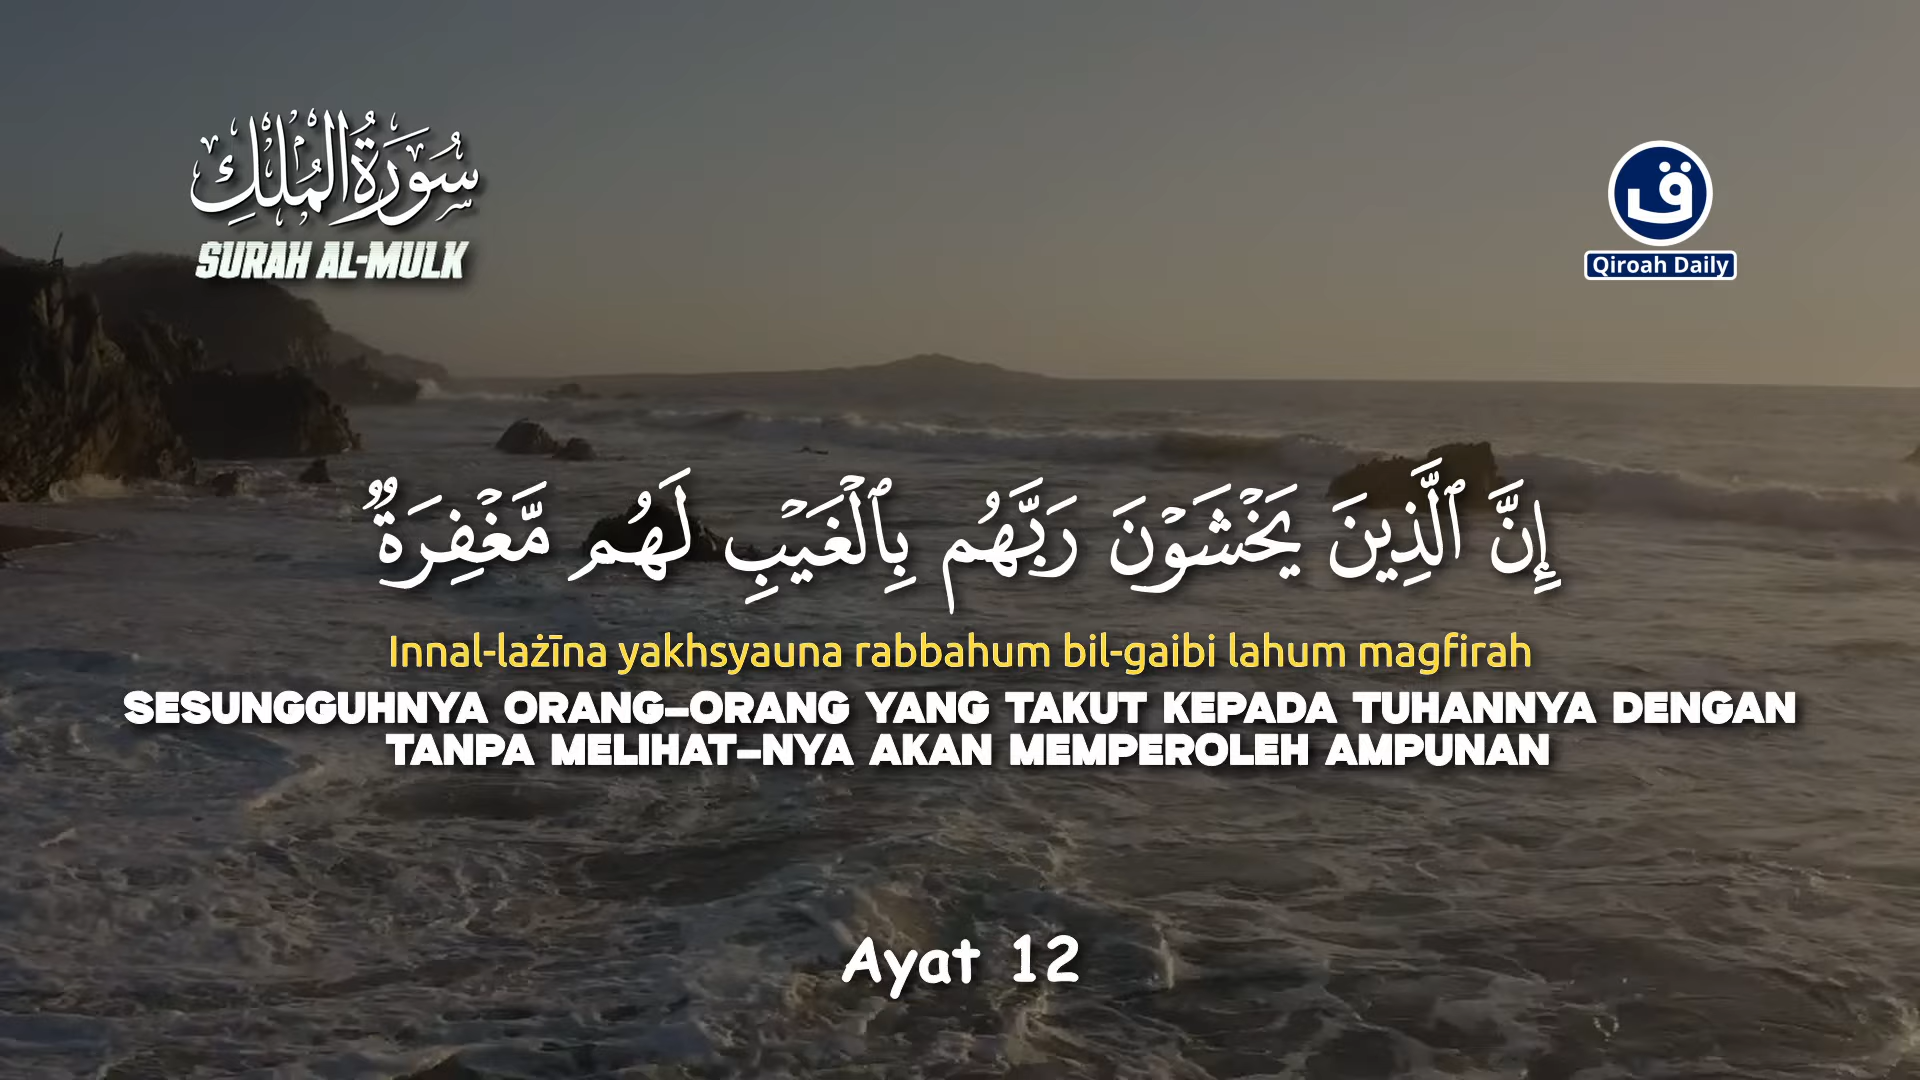 سُورَةُ الْمُلْكِ
SURAH AL-MULK
ق
Qiroah Daily
إِنَّ ٱلَّذِينَ يَخْشَوْنَ رَبَّهُم بِٱلْغَيْبِ لَهُم مَّغْفِرَةٌ
Innal-lażīna yakhsyauna rabbahum bil-gaibi lahum magfirah
SESUNGGUHNYA ORANG-ORANG YANG TAKUT KEPADA TUHANNYA DENGAN
TANPA MELIHAT-NYA AKAN MEMPEROLEH AMPUNAN
Ayat 12